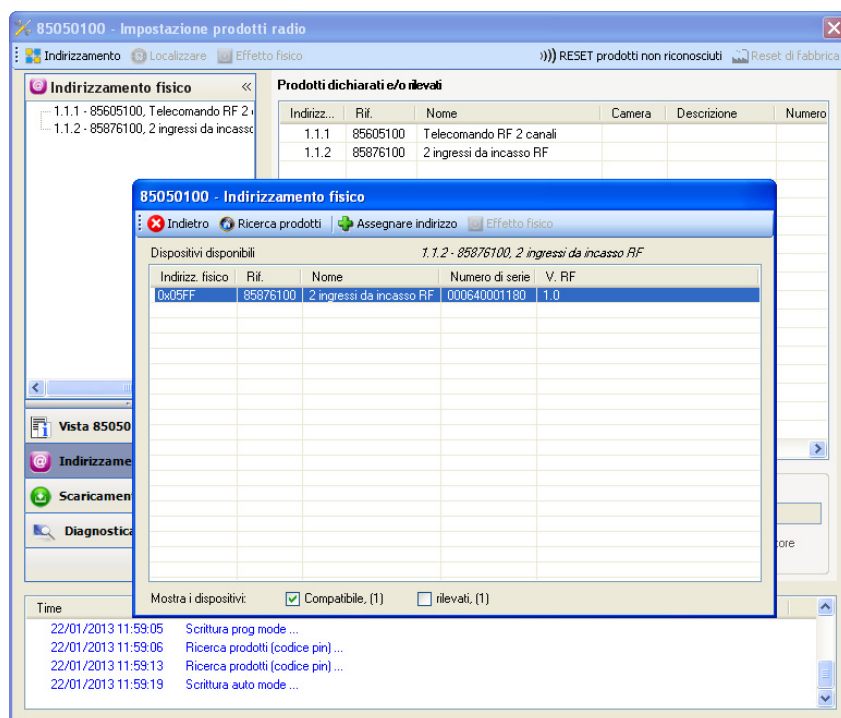 85050100 - Impostazione prodotti radio
Indirizzamento Localizzare Effetto fisico ))) RESET prodotti non riconosciuti Reset di fabbrica
Indirizzamento fisico «
1.1.1 - 85605100, Telecomando RF 2
1.1.2 - 85876100, 2 ingressi da incasso
Prodotti dichiarati e/o rilevati
Indirizz... Rif. Nome Camera Descrizione Numero
1.1.1 85605100 Telecomando RF 2 canali
1.1.2 85876100 2 ingressi da incasso RF
85050100 - Indirizzamento fisico
Indietro Ricerca prodotti Assegnare indirizzo Effetto fisico
Dispositivi disponibili 1.1.2 - 85876100, 2 ingressi da incasso RF
Indirizz. fisico Rif. Nome Numero di serie V. RF
0x05FF 85876100 2 ingressi da incasso RF 000640001180 1.0
Mostra i dispositivi: Compatibile, (1) rilevati, (1)
Vista 85050
Indirizzame
Scaricamen
Diagnostica
tore
Time
22/01/2013 11:59:05 Scrittura prog mode ...
22/01/2013 11:59:06 Ricerca prodotti (codice pin) ...
22/01/2013 11:59:13 Ricerca prodotti (codice pin) ...
22/01/2013 11:59:19 Scrittura auto mode ...